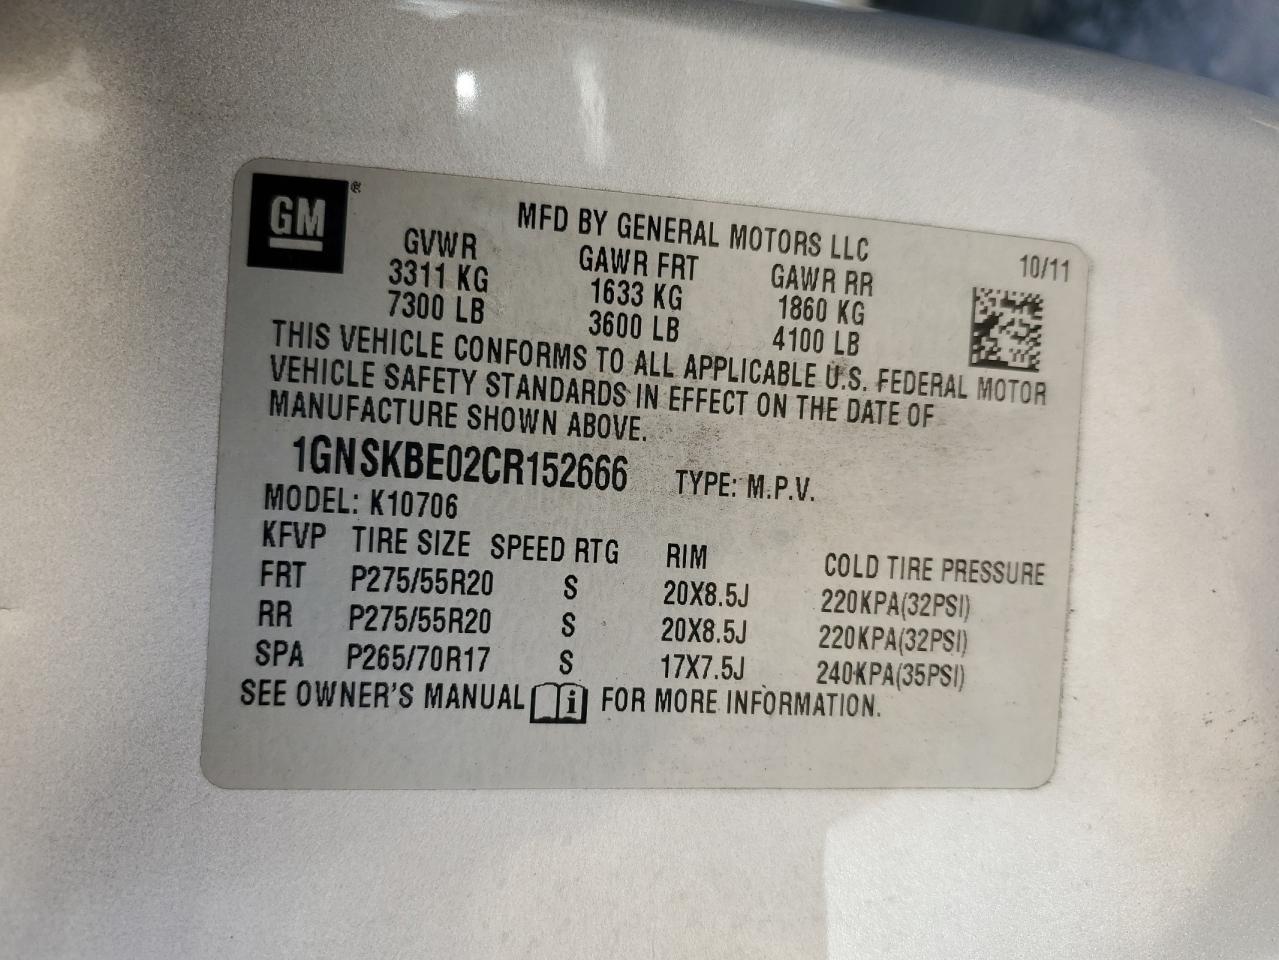 GM ®
MFD BY GENERAL MOTORS LLC
10/11
GVWR GAWR FRT GAWR RR
3311 KG 1633 KG 1860 KG
7300 LB 3600 LB 4100 LB
THIS VEHICLE CONFORMS TO ALL APPLICABLE U.S. FEDERAL MOTOR
VEHICLE SAFETY STANDARDS IN EFFECT ON THE DATE OF
MANUFACTURE SHOWN ABOVE.
1GNSKBE02CR152666 TYPE: M.P.V.
MODEL: K10706
KFVP TIRE SIZE SPEED RTG RIM COLD TIRE PRESSURE
FRT P275/55R20 S 20X8.5J 220KPA(32PSI)
RR P275/55R20 S 20X8.5J 220KPA(32PSI)
SPA P265/70R17 S 17X7.5J 240KPA(35PSI)
SEE OWNER'S MANUAL i FOR MORE INFORMATION.